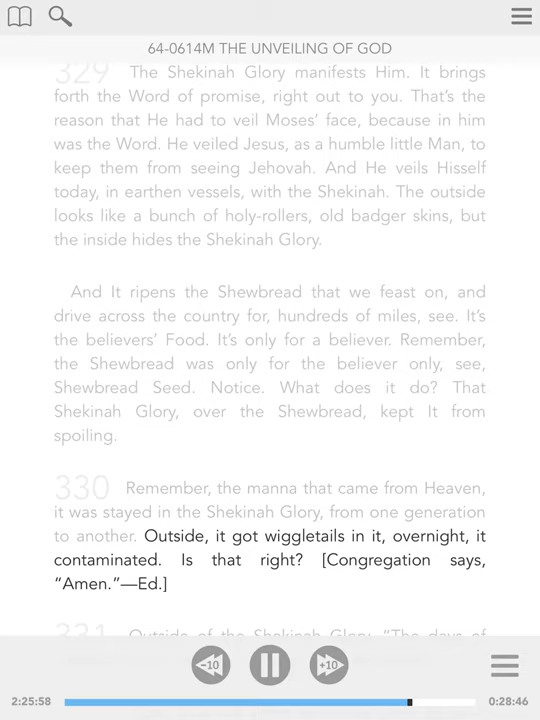 64-0614M THE UNVEILING OF GOD
329 The Shekinah Glory manifests Him. It brings
forth the Word of promise, right out to you. That’s the
reason that He had to veil Moses’ face, because in him
was the Word. He veiled Jesus, as a humble little Man, to
keep them from seeing Jehovah. And He veils Hisself
today, in earthen vessels, with the Shekinah. The outside
looks like a bunch of holy-rollers, old badger skins, but
the inside hides the Shekinah Glory.
And It ripens the Shewbread that we feast on, and
drive across the country for, hundreds of miles, see. It’s
the believers’ Food. It’s only for a believer. Remember,
the Shewbread was only for the believer only, see,
Shewbread Seed. Notice. What does it do? That
Shekinah Glory, over the Shewbread, kept It from
spoiling.
330 Remember, the manna that came from Heaven,
it was stayed in the Shekinah Glory, from one generation
to another. Outside, it got wiggletails in it, overnight, it
contaminated. Is that right? [Congregation says,
“Amen.”—Ed.]
331 Outside of the Shekinah Glory, “The days of
-10 +10
2:25:58 0:28:46